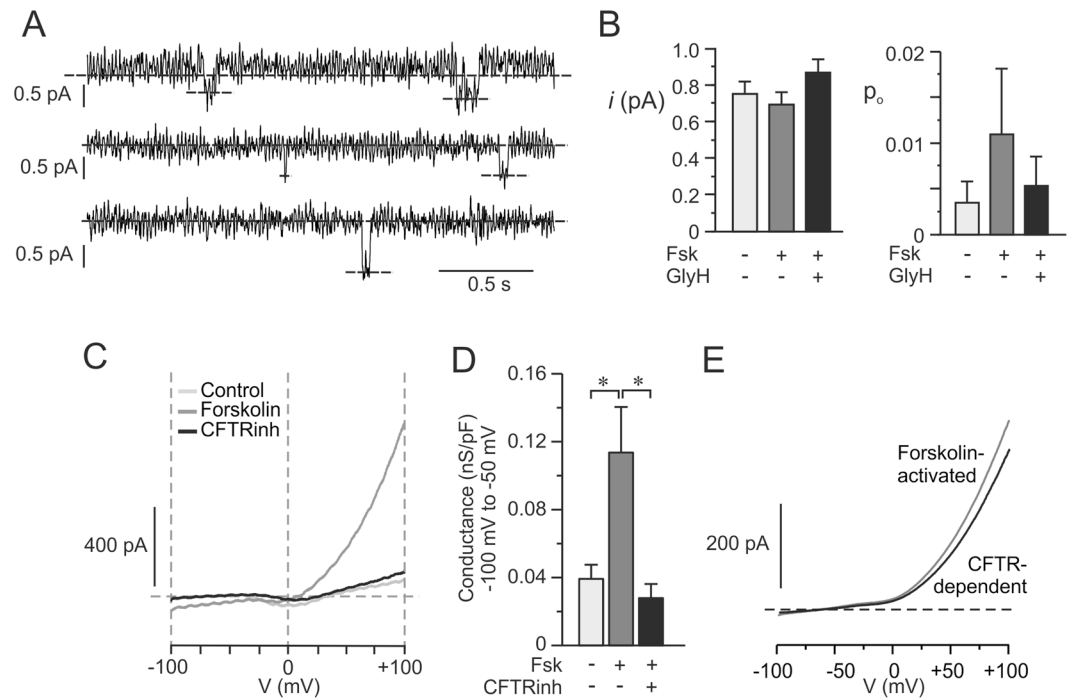 A
0.5 pA
0.5 pA
0.5 pA
0.5 s
B
i (pA)
1.0
0.8
0.6
0.4
0.2
0
Fsk - + +
GlyH - - +
pₒ
0.02
0.01
0
Fsk - + +
GlyH - - +
C
Control
Forskolin
CFTRinh
400 pA
-100 0 +100
V (mV)
D
Conductance (nS/pF)
-100 mV to -50 mV
0.16
0.12
0.08
0.04
0
* *
Fsk - + +
CFTRinh - - +
E
Forskolin-
activated
200 pA
CFTR-
dependent
-100 -50 0 +50 +100
V (mV)